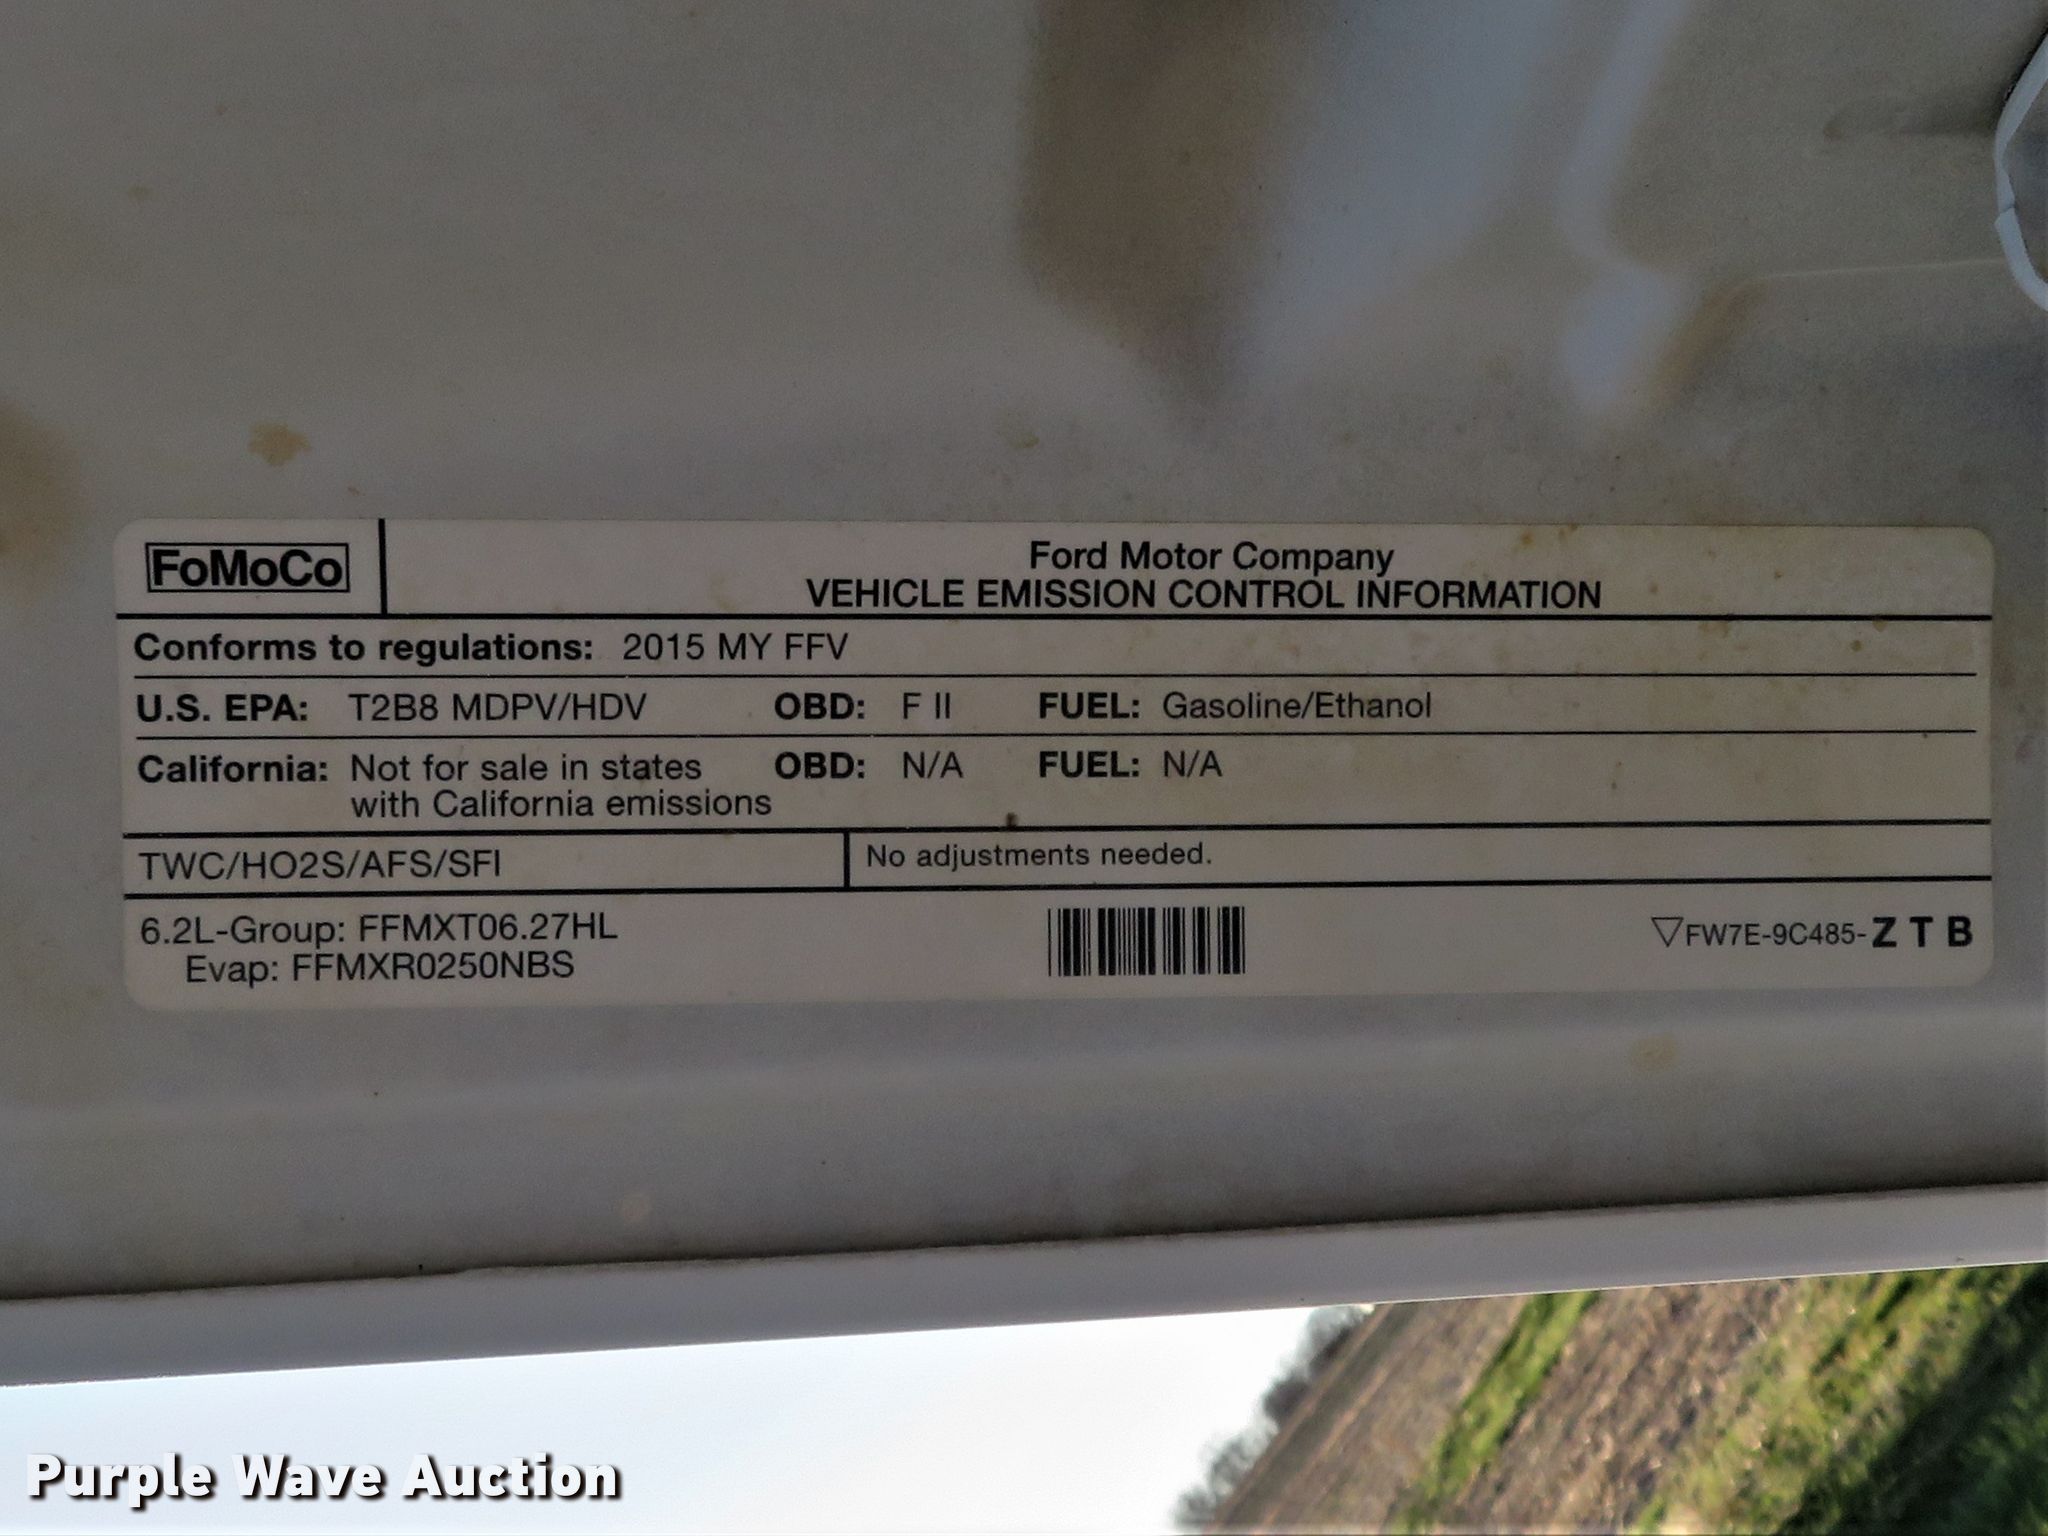 FoMoCo
Ford Motor Company
VEHICLE EMISSION CONTROL INFORMATION
Conforms to regulations: 2015 MY FFV
U.S. EPA: T2B8 MDPV/HDV OBD: F II FUEL: Gasoline/Ethanol
California: Not for sale in states OBD: N/A FUEL: N/A
with California emissions
TWC/HO2S/AFS/SFI No adjustments needed.
6.2L-Group: FFMXT06.27HL
Evap: FFMXR0250NBS
▽FW7E-9C485-Z T B
Purple Wave Auction